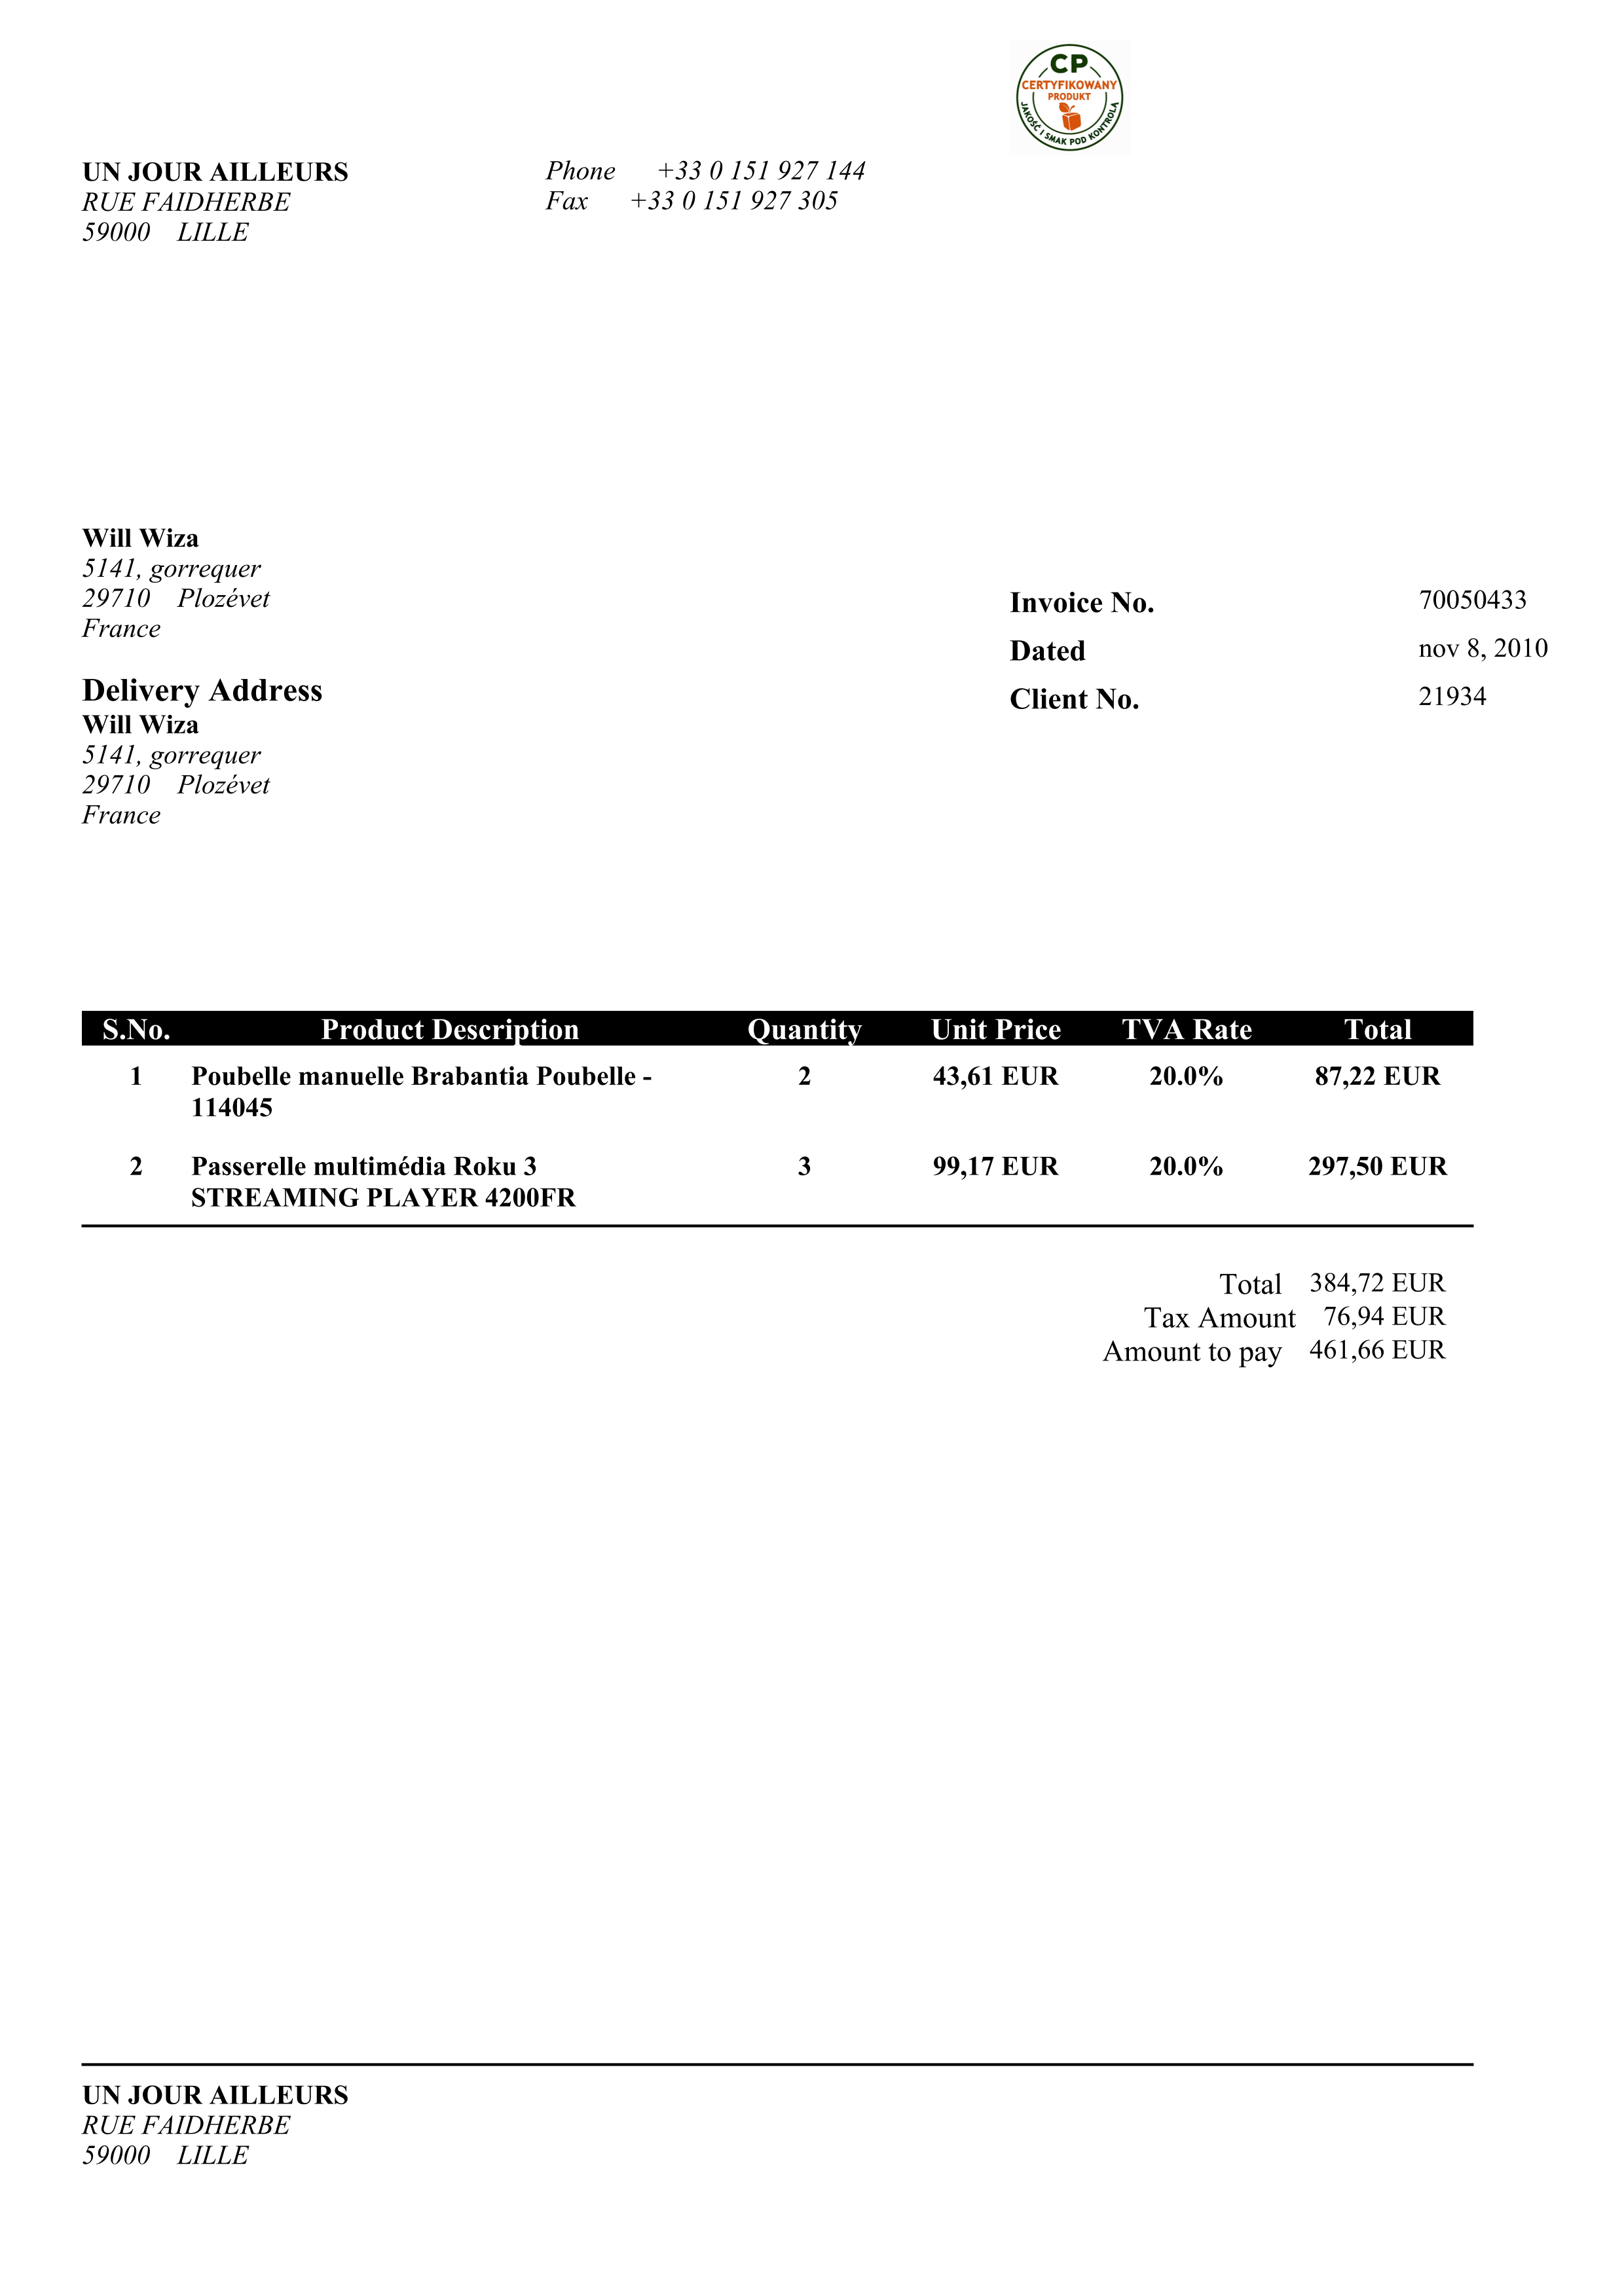 CP
CERTYFIKOWANY
PRODUKT
JAKOŚĆ I SMAK POD KONTROLĄ
UN JOUR AILLEURS
RUE FAIDHERBE
59000 LILLE
Phone +33 0 151 927 144
Fax +33 0 151 927 305
Will Wiza
5141, gorrequer
29710 Plozévet
France
Invoice No. 70050433
Dated nov 8, 2010
Client No. 21934
Delivery Address
Will Wiza
5141, gorrequer
29710 Plozévet
France
S.No. Product Description Quantity Unit Price TVA Rate Total
1 Poubelle manuelle Brabantia Poubelle - 2 43,61 EUR 20.0% 87,22 EUR
114045
2 Passerelle multimédia Roku 3 3 99,17 EUR 20.0% 297,50 EUR
STREAMING PLAYER 4200FR
Total 384,72 EUR
Tax Amount 76,94 EUR
Amount to pay 461,66 EUR
UN JOUR AILLEURS
RUE FAIDHERBE
59000 LILLE